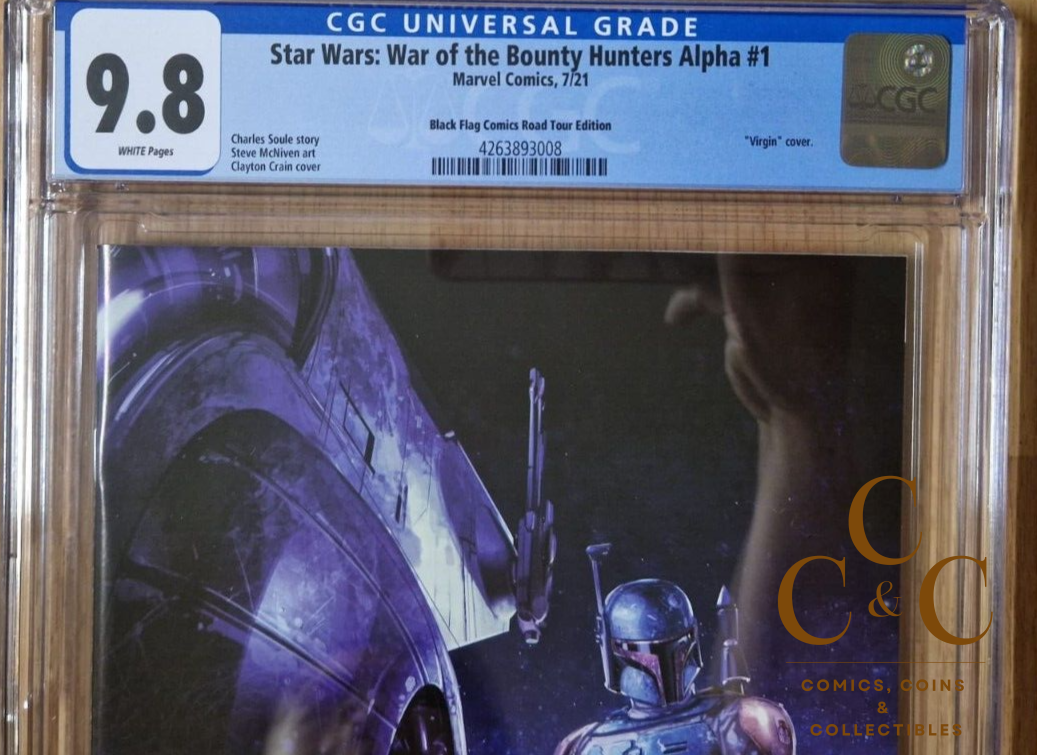 CGC UNIVERSAL GRADE
9.8
WHITE Pages
Star Wars: War of the Bounty Hunters Alpha #1
Marvel Comics, 7/21
Black Flag Comics Road Tour Edition
4263893008
Charles Soule story
Steve McNiven art
Clayton Crain cover
"Virgin" cover.
CGC
CGC
C
C & C
COMICS, COINS
&
COLLECTIBLES